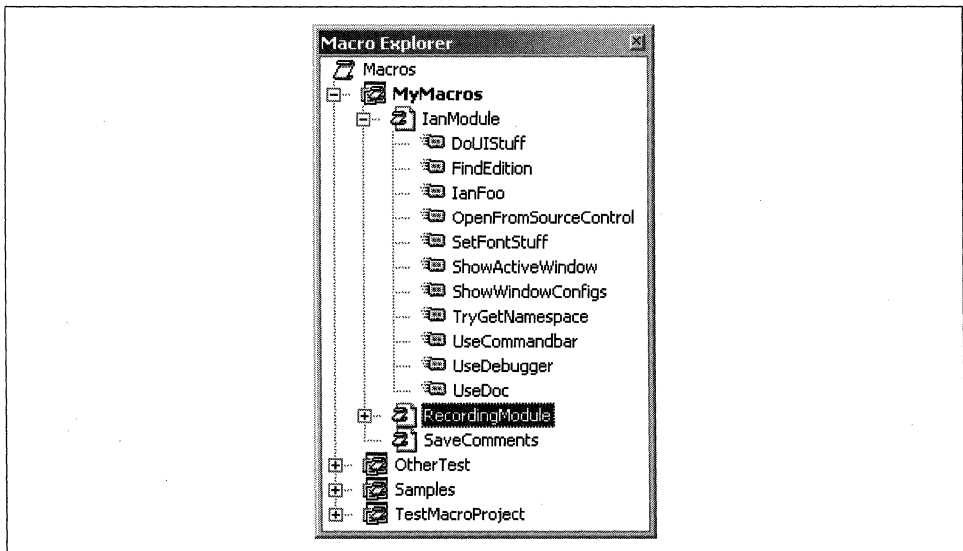 Macro Explorer
Macros
MyMacros
IanModule
DoUIStuff
FindEdition
IanFoo
OpenFromSourceControl
SetFontStuff
ShowActiveWindow
ShowWindowConfigs
TryGetNamespace
UseCommandbar
UseDebugger
UseDoc
RecordingModule
SaveComments
OtherTest
Samples
TestMacroProject